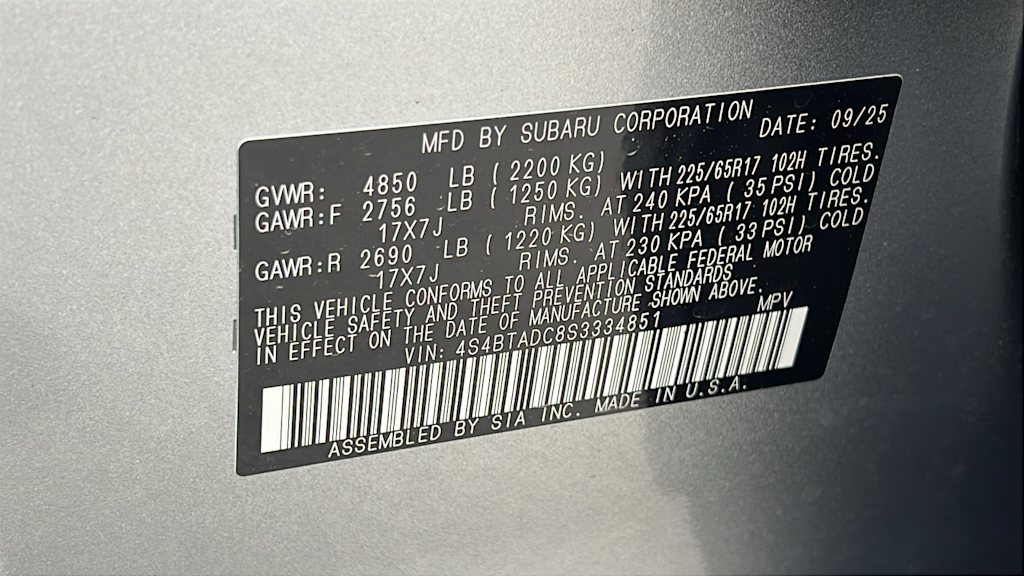 MFD BY SUBARU CORPORATION DATE: 09/25
GVWR: 4850 LB ( 2200 KG)
GAWR:F 2756 LB ( 1250 KG) WITH 225/65R17 102H TIRES.
17X7J RIMS. AT 240 KPA ( 35 PSI) COLD
GAWR:R 2690 LB ( 1220 KG) WITH 225/65R17 102H TIRES.
17X7J RIMS. AT 230 KPA ( 33 PSI) COLD
THIS VEHICLE CONFORMS TO ALL APPLICABLE FEDERAL MOTOR
VEHICLE SAFETY AND THEFT PREVENTION STANDARDS
IN EFFECT ON THE DATE OF MANUFACTURE SHOWN ABOVE.
VIN: 4S4BTADC8S3334851 MPV
ASSEMBLED BY SIA INC. MADE IN U.S.A.